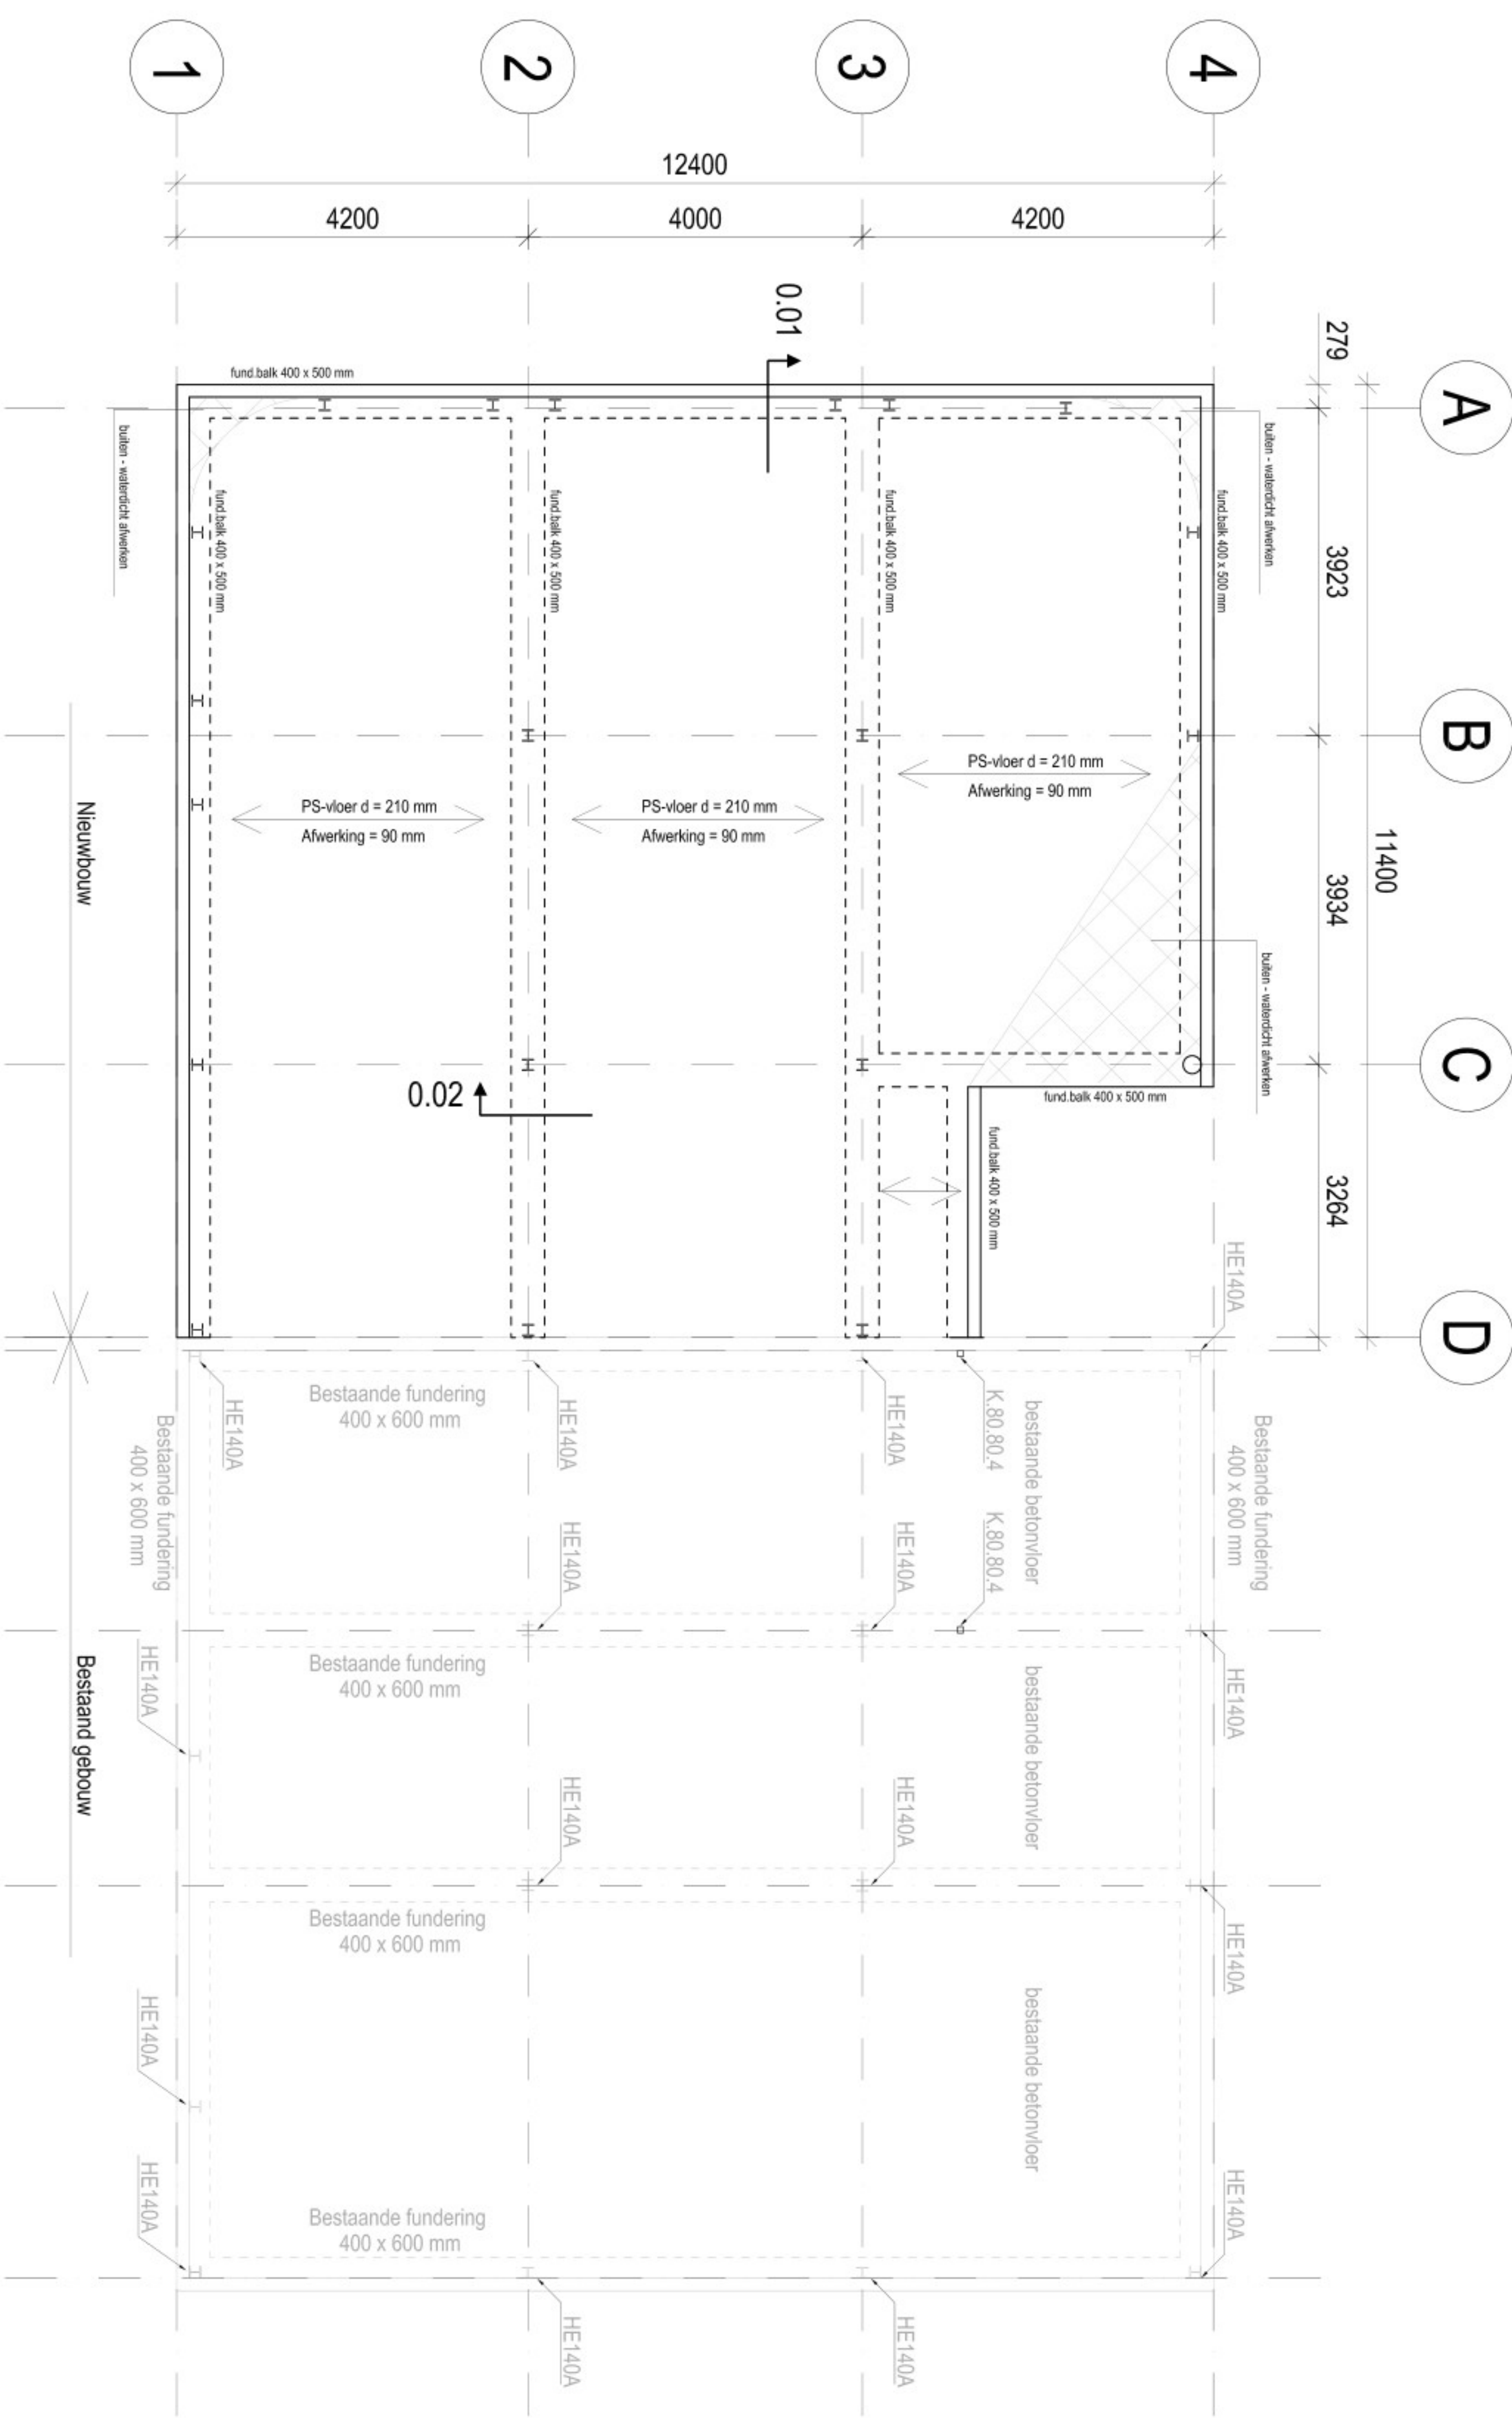 1
2
3
4
12400
4200
4000
4200
279
3923
3934
3264
11400
A
B
C
D
0.01
fund.balk 400 x 500 mm
buiten - waterdicht afwerken
buiten - waterdicht afwerken
fund.balk 400 x 500 mm
fund.balk 400 x 500 mm
fund.balk 400 x 500 mm
fund.balk 400 x 500 mm
PS-vloer d = 210 mm
Afwerking = 90 mm
PS-vloer d = 210 mm
Afwerking = 90 mm
PS-vloer d = 210 mm
Afwerking = 90 mm
buiten - waterdicht afwerken
0.02
fund.balk 400 x 500 mm
fund.balk 400 x 500 mm
Nieuwbouw
HE140A
Bestaande fundering
400 x 600 mm
HE140A
HE140A
HE140A
K.80.80.4
bestaande betonvloer
Bestaande fundering
400 x 600 mm
Bestaande fundering
400 x 600 mm
HE140A
HE140A
K.80.80.4
HE140A
Bestaande fundering
400 x 600 mm
bestaande betonvloer
HE140A
Bestaand gebouw
HE140A
HE140A
Bestaande fundering
400 x 600 mm
HE140A
bestaande betonvloer
HE140A
HE140A
HE140A
Bestaande fundering
400 x 600 mm
HE140A
HE140A